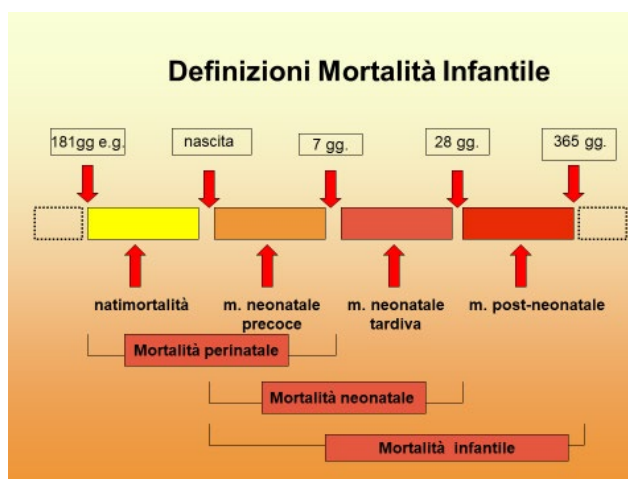 Definizioni Mortalità Infantile
181gg e.g.
nascita
7 gg.
28 gg.
365 gg.
natimortalità
m. neonatale
precoce
m. neonatale
tardiva
m. post-neonatale
Mortalità perinatale
Mortalità neonatale
Mortalità infantile